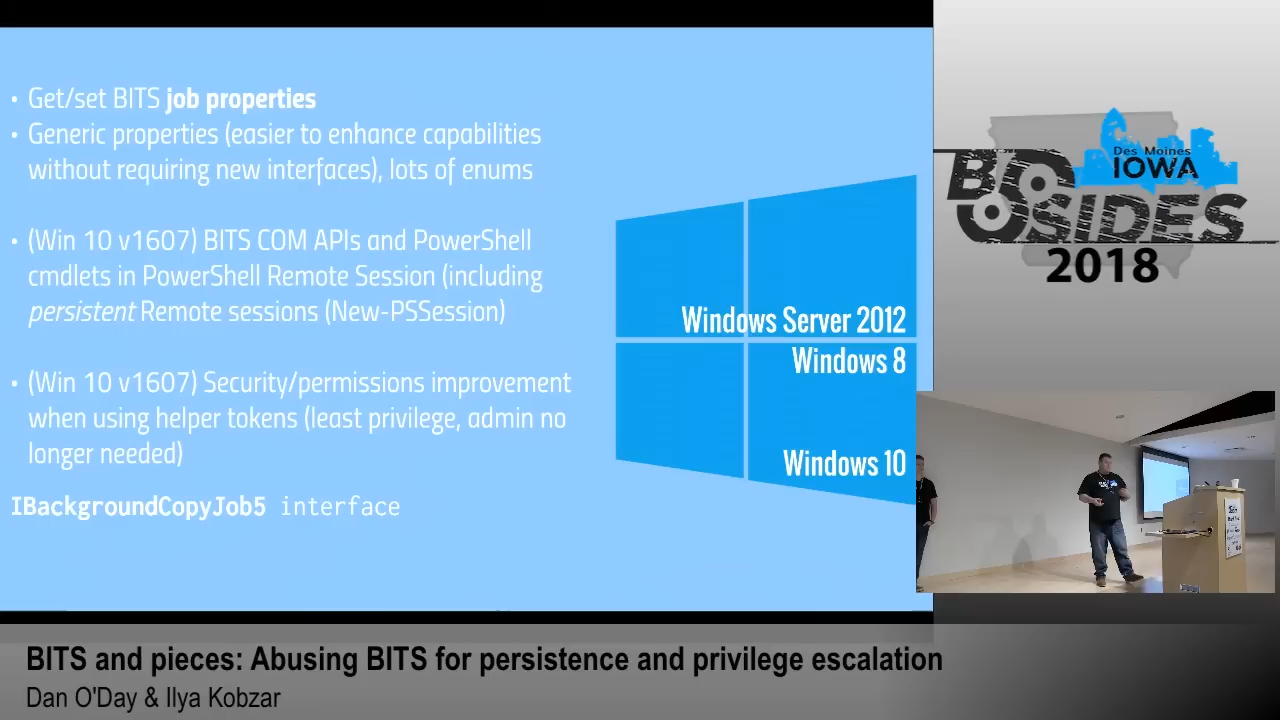 • Get/set BITS job properties
• Generic properties (easier to enhance capabilities
without requiring new interfaces), lots of enums
• (Win 10 v1607) BITS COM APIs and PowerShell
cmdlets in PowerShell Remote Session (including
persistent Remote sessions (New-PSSession)
• (Win 10 v1607) Security/permissions improvement
when using helper tokens (least privilege, admin no
longer needed)
IBackgroundCopyJob5 interface
Windows Server 2012
Windows 8
Windows 10
Des Moines
IOWA
BSIDES
2018
BITS and pieces: Abusing BITS for persistence and privilege escalation
Dan O'Day & Ilya Kobzar